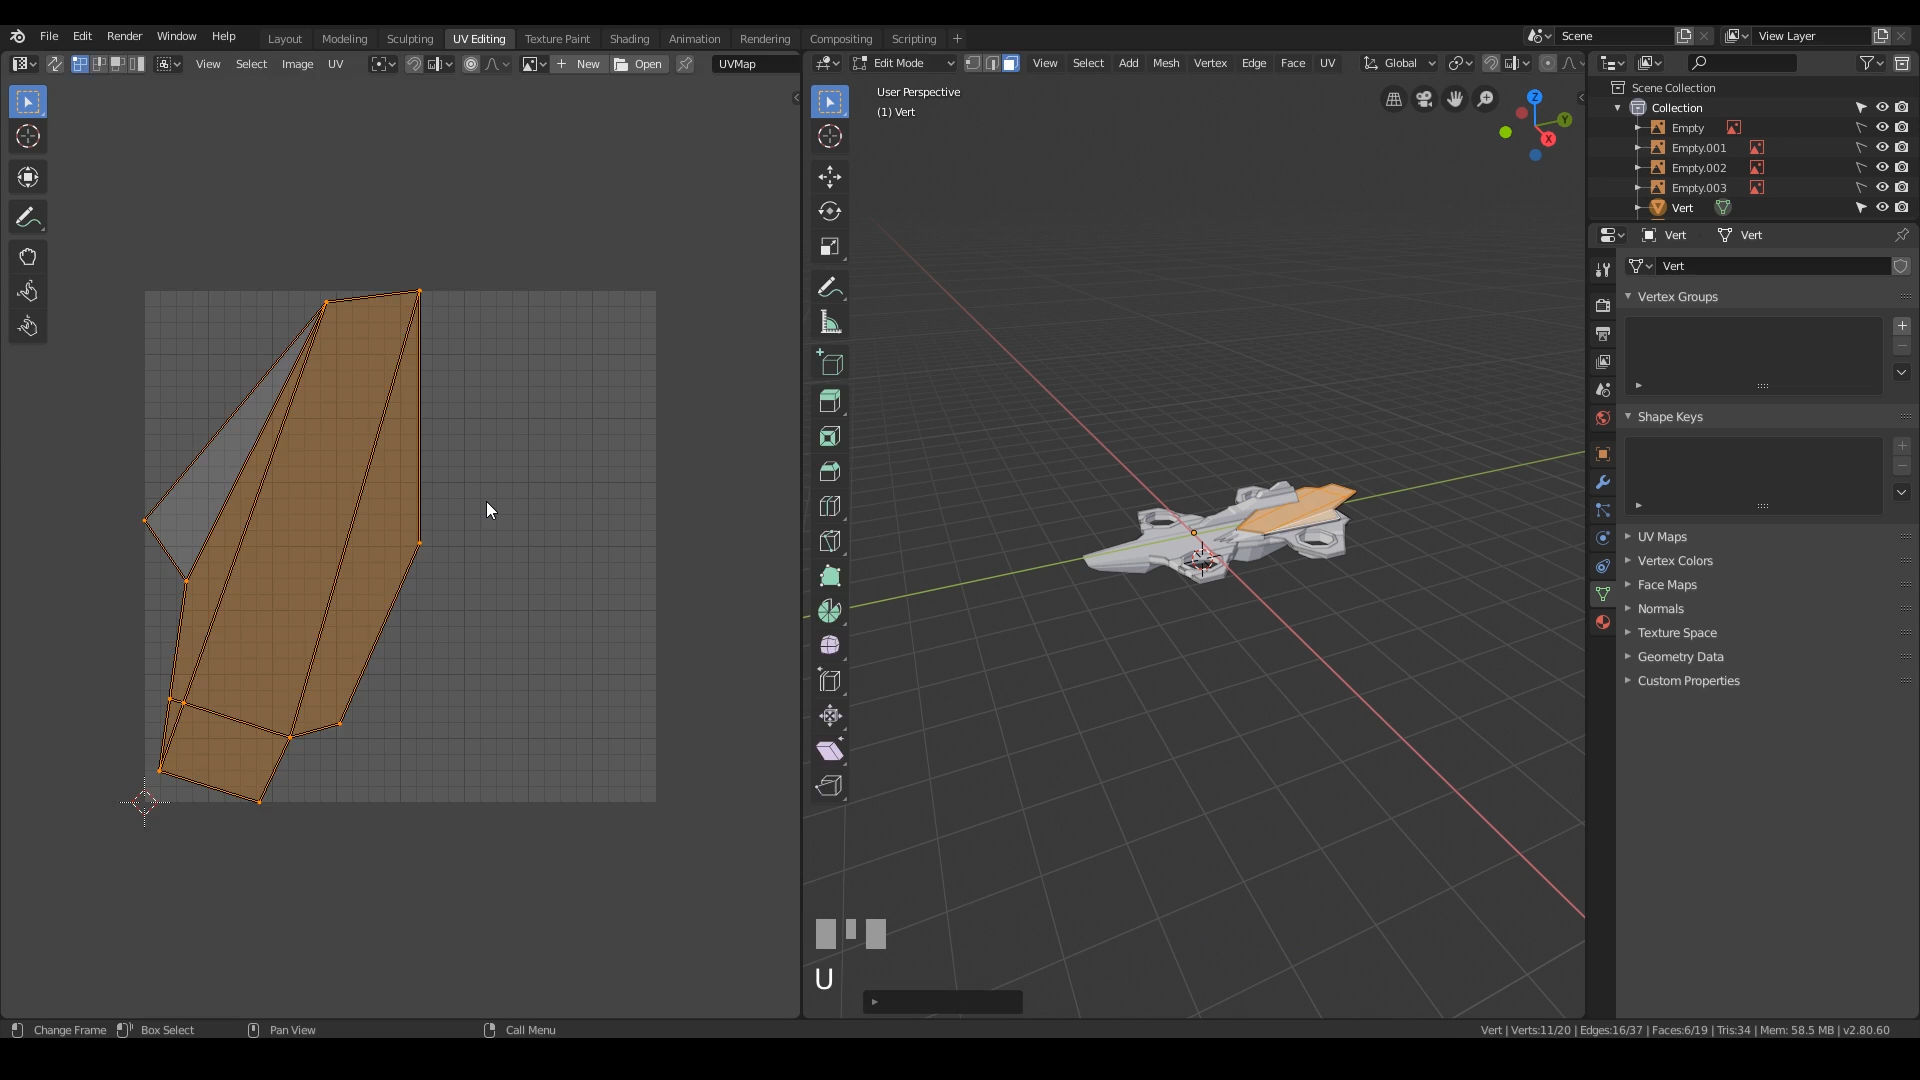 File Edit Render Window Help Layout Modeling Sculpting UV Editing Texture Paint Shading Animation Rendering Compositing Scripting + Scene View Layer
View Select Image UV New Open UVMap
Edit Mode View Select Add Mesh Vertex Edge Face UV Global
User Perspective
(1) Vert
Z
Y
X
Scene Collection
Collection
Empty
Empty.001
Empty.002
Empty.003
Vert
Vert Vert
Vert
Vertex Groups
Shape Keys
UV Maps
Vertex Colors
Face Maps
Normals
Texture Space
Geometry Data
Custom Properties
U
Change Frame Box Select Pan View Call Menu Vert | Verts:11/20 | Edges:16/37 | Faces:6/19 | Tris:34 | Mem: 58.5 MB | v2.80.60